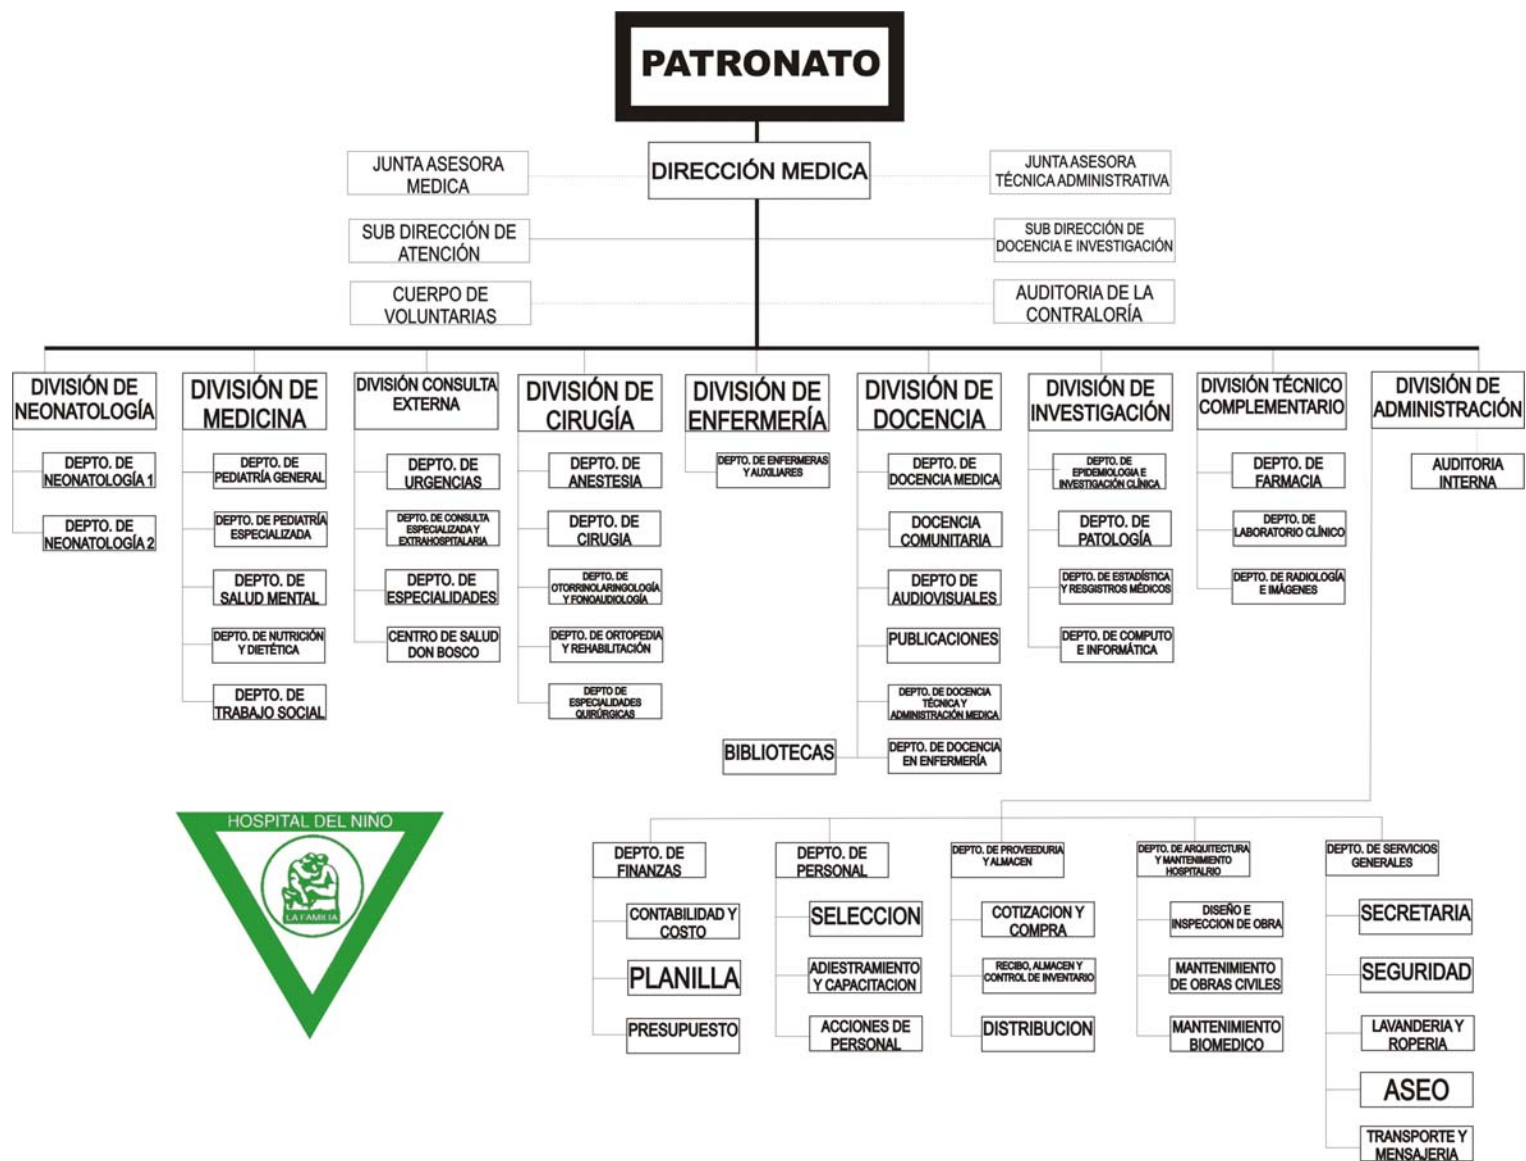 PATRONATO
DIRECCIÓN MEDICA
JUNTA ASESORA
MEDICA
JUNTA ASESORA
TÉCNICA ADMINISTRATIVA
SUB DIRECCIÓN DE
ATENCIÓN
SUB DIRECCIÓN DE
DOCENCIA E INVESTIGACIÓN
CUERPO DE
VOLUNTARIAS
AUDITORIA DE LA
CONTRALORÍA
DIVISIÓN DE
NEONATOLOGÍA
DEPTO. DE
NEONATOLOGÍA 1
DEPTO. DE
NEONATOLOGÍA 2
DIVISIÓN DE
MEDICINA
DEPTO. DE
PEDIATRÍA GENERAL
DEPTO. DE PEDIATRÍA
ESPECIALIZADA
DEPTO. DE
SALUD MENTAL
DEPTO. DE NUTRICIÓN
Y DIETÉTICA
DEPTO. DE
TRABAJO SOCIAL
DIVISIÓN CONSULTA
EXTERNA
DEPTO. DE
URGENCIAS
DEPTO. DE CONSULTA
ESPECIALIZADA Y
EXTRAHOSPITALARIA
DEPTO. DE
ESPECIALIDADES
CENTRO DE SALUD
DON BOSCO
DIVISIÓN DE
CIRUGÍA
DEPTO. DE
ANESTESIA
DEPTO. DE
CIRUGIA
DEPTO. DE
OTORRINOLARINGOLOGÍA
Y FONOAUDIOLOGÍA
DEPTO. DE ORTOPEDIA
Y REHABILITACIÓN
DEPTO DE
ESPECIALIDADES
QUIRÚRGICAS
DIVISIÓN DE
ENFERMERÍA
DEPTO. DE ENFERMERAS
Y AUXILIARES
DIVISIÓN DE
DOCENCIA
DEPTO. DE
DOCENCIA MEDICA
DOCENCIA
COMUNITARIA
DEPTO DE
AUDIOVISUALES
PUBLICACIONES
DEPTO. DE DOCENCIA
TÉCNICA Y
ADMINISTRACIÓN MEDICA
BIBLIOTECAS
DEPTO. DE DOCENCIA
EN ENFERMERÍA
DIVISIÓN DE
INVESTIGACIÓN
DEPTO. DE
EPIDEMIOLOGIA E
INVESTIGACIÓN CLÍNICA
DEPTO. DE
PATOLOGÍA
DEPTO. DE ESTADÍSTICA
Y RESGISTROS MÉDICOS
DEPTO. DE COMPUTO
E INFORMÁTICA
DIVISIÓN TÉCNICO
COMPLEMENTARIO
DEPTO. DE
FARMACIA
DEPTO. DE
LABORATORIO CLÍNICO
DEPTO. DE RADIOLOGÍA
E IMÁGENES
DIVISIÓN DE
ADMINISTRACIÓN
AUDITORIA
INTERNA
HOSPITAL DEL NIÑO
LA FAMILIA
DEPTO. DE
FINANZAS
CONTABILIDAD Y
COSTO
PLANILLA
PRESUPUESTO
DEPTO. DE
PERSONAL
SELECCION
ADIESTRAMIENTO
Y CAPACITACION
ACCIONES DE
PERSONAL
DEPTO. DE PROVEEDURIA
Y ALMACEN
COTIZACION Y
COMPRA
RECIBO, ALMACEN Y
CONTROL DE INVENTARIO
DISTRIBUCION
DEPTO. DE ARQUITECTURA
Y MANTENIMIENTO
HOSPITALRIO
DISEÑO E
INSPECCION DE OBRA
MANTENIMIENTO
DE OBRAS CIVILES
MANTENIMIENTO
BIOMEDICO
DEPTO. DE SERVICIOS
GENERALES
SECRETARIA
SEGURIDAD
LAVANDERIA Y
ROPERIA
ASEO
TRANSPORTE Y
MENSAJERIA